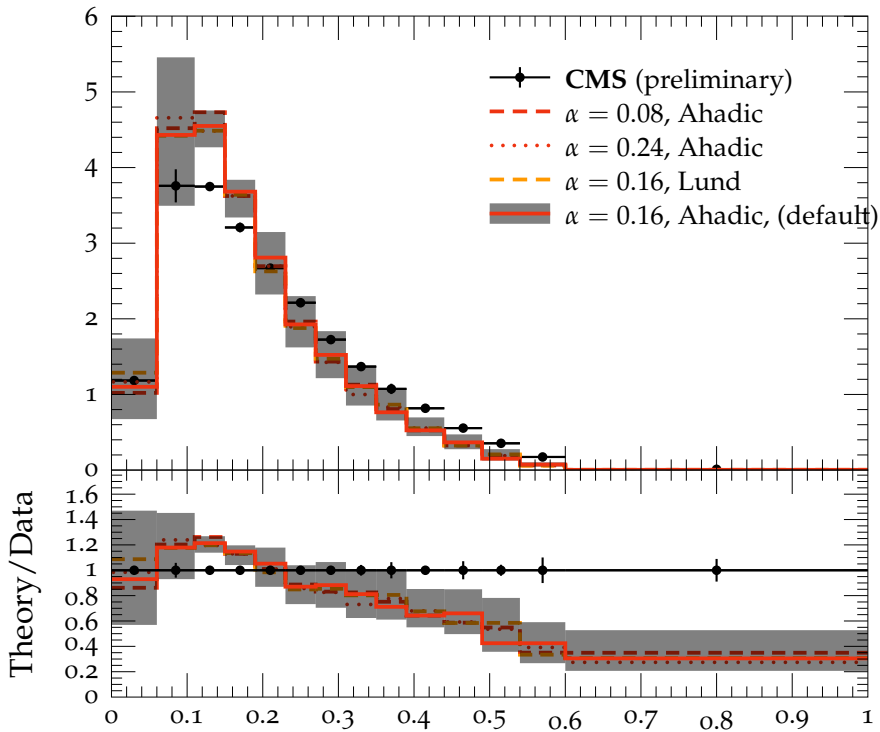 6
5
4
3
2
1
0
CMS (preliminary)
α = 0.08, Ahadic
α = 0.24, Ahadic
α = 0.16, Lund
α = 0.16, Ahadic, (default)
Theory/Data
1.6
1.4
1.2
1
0.8
0.6
0.4
0.2
0
0 0.1 0.2 0.3 0.4 0.5 0.6 0.7 0.8 0.9 1